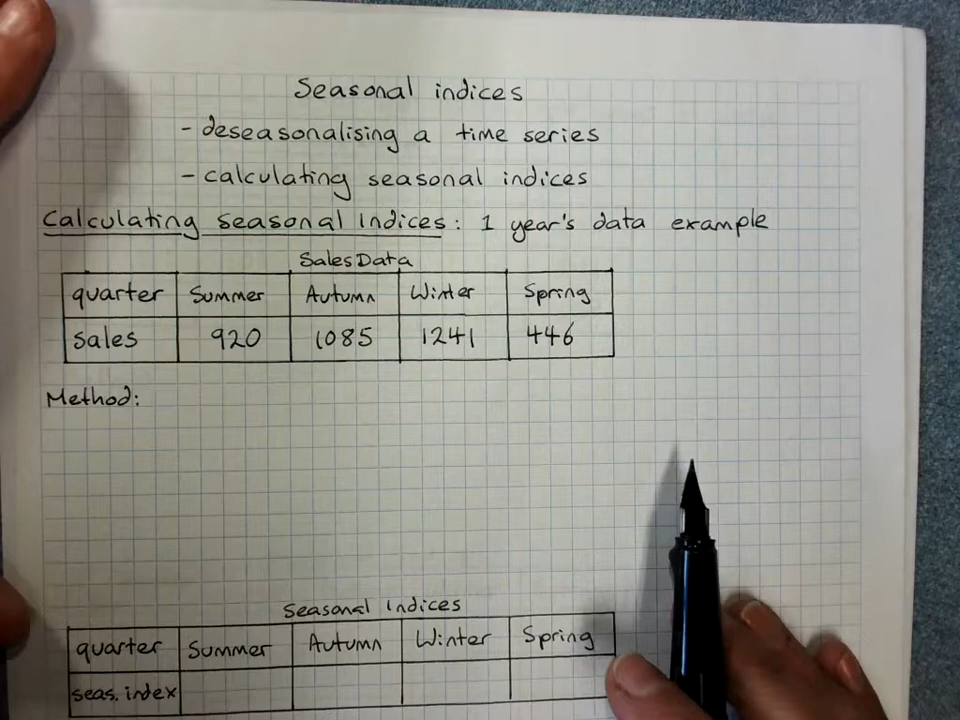 Seasonal indices
- deseasonalising a time series
- calculating seasonal indices
Calculating seasonal Indices: 1 year's data example
Sales Data
quarter Summer Autumn Winter Spring
sales 920 1085 1241 446
Method:
Seasonal Indices
quarter Summer Autumn Winter Spring
seas. index